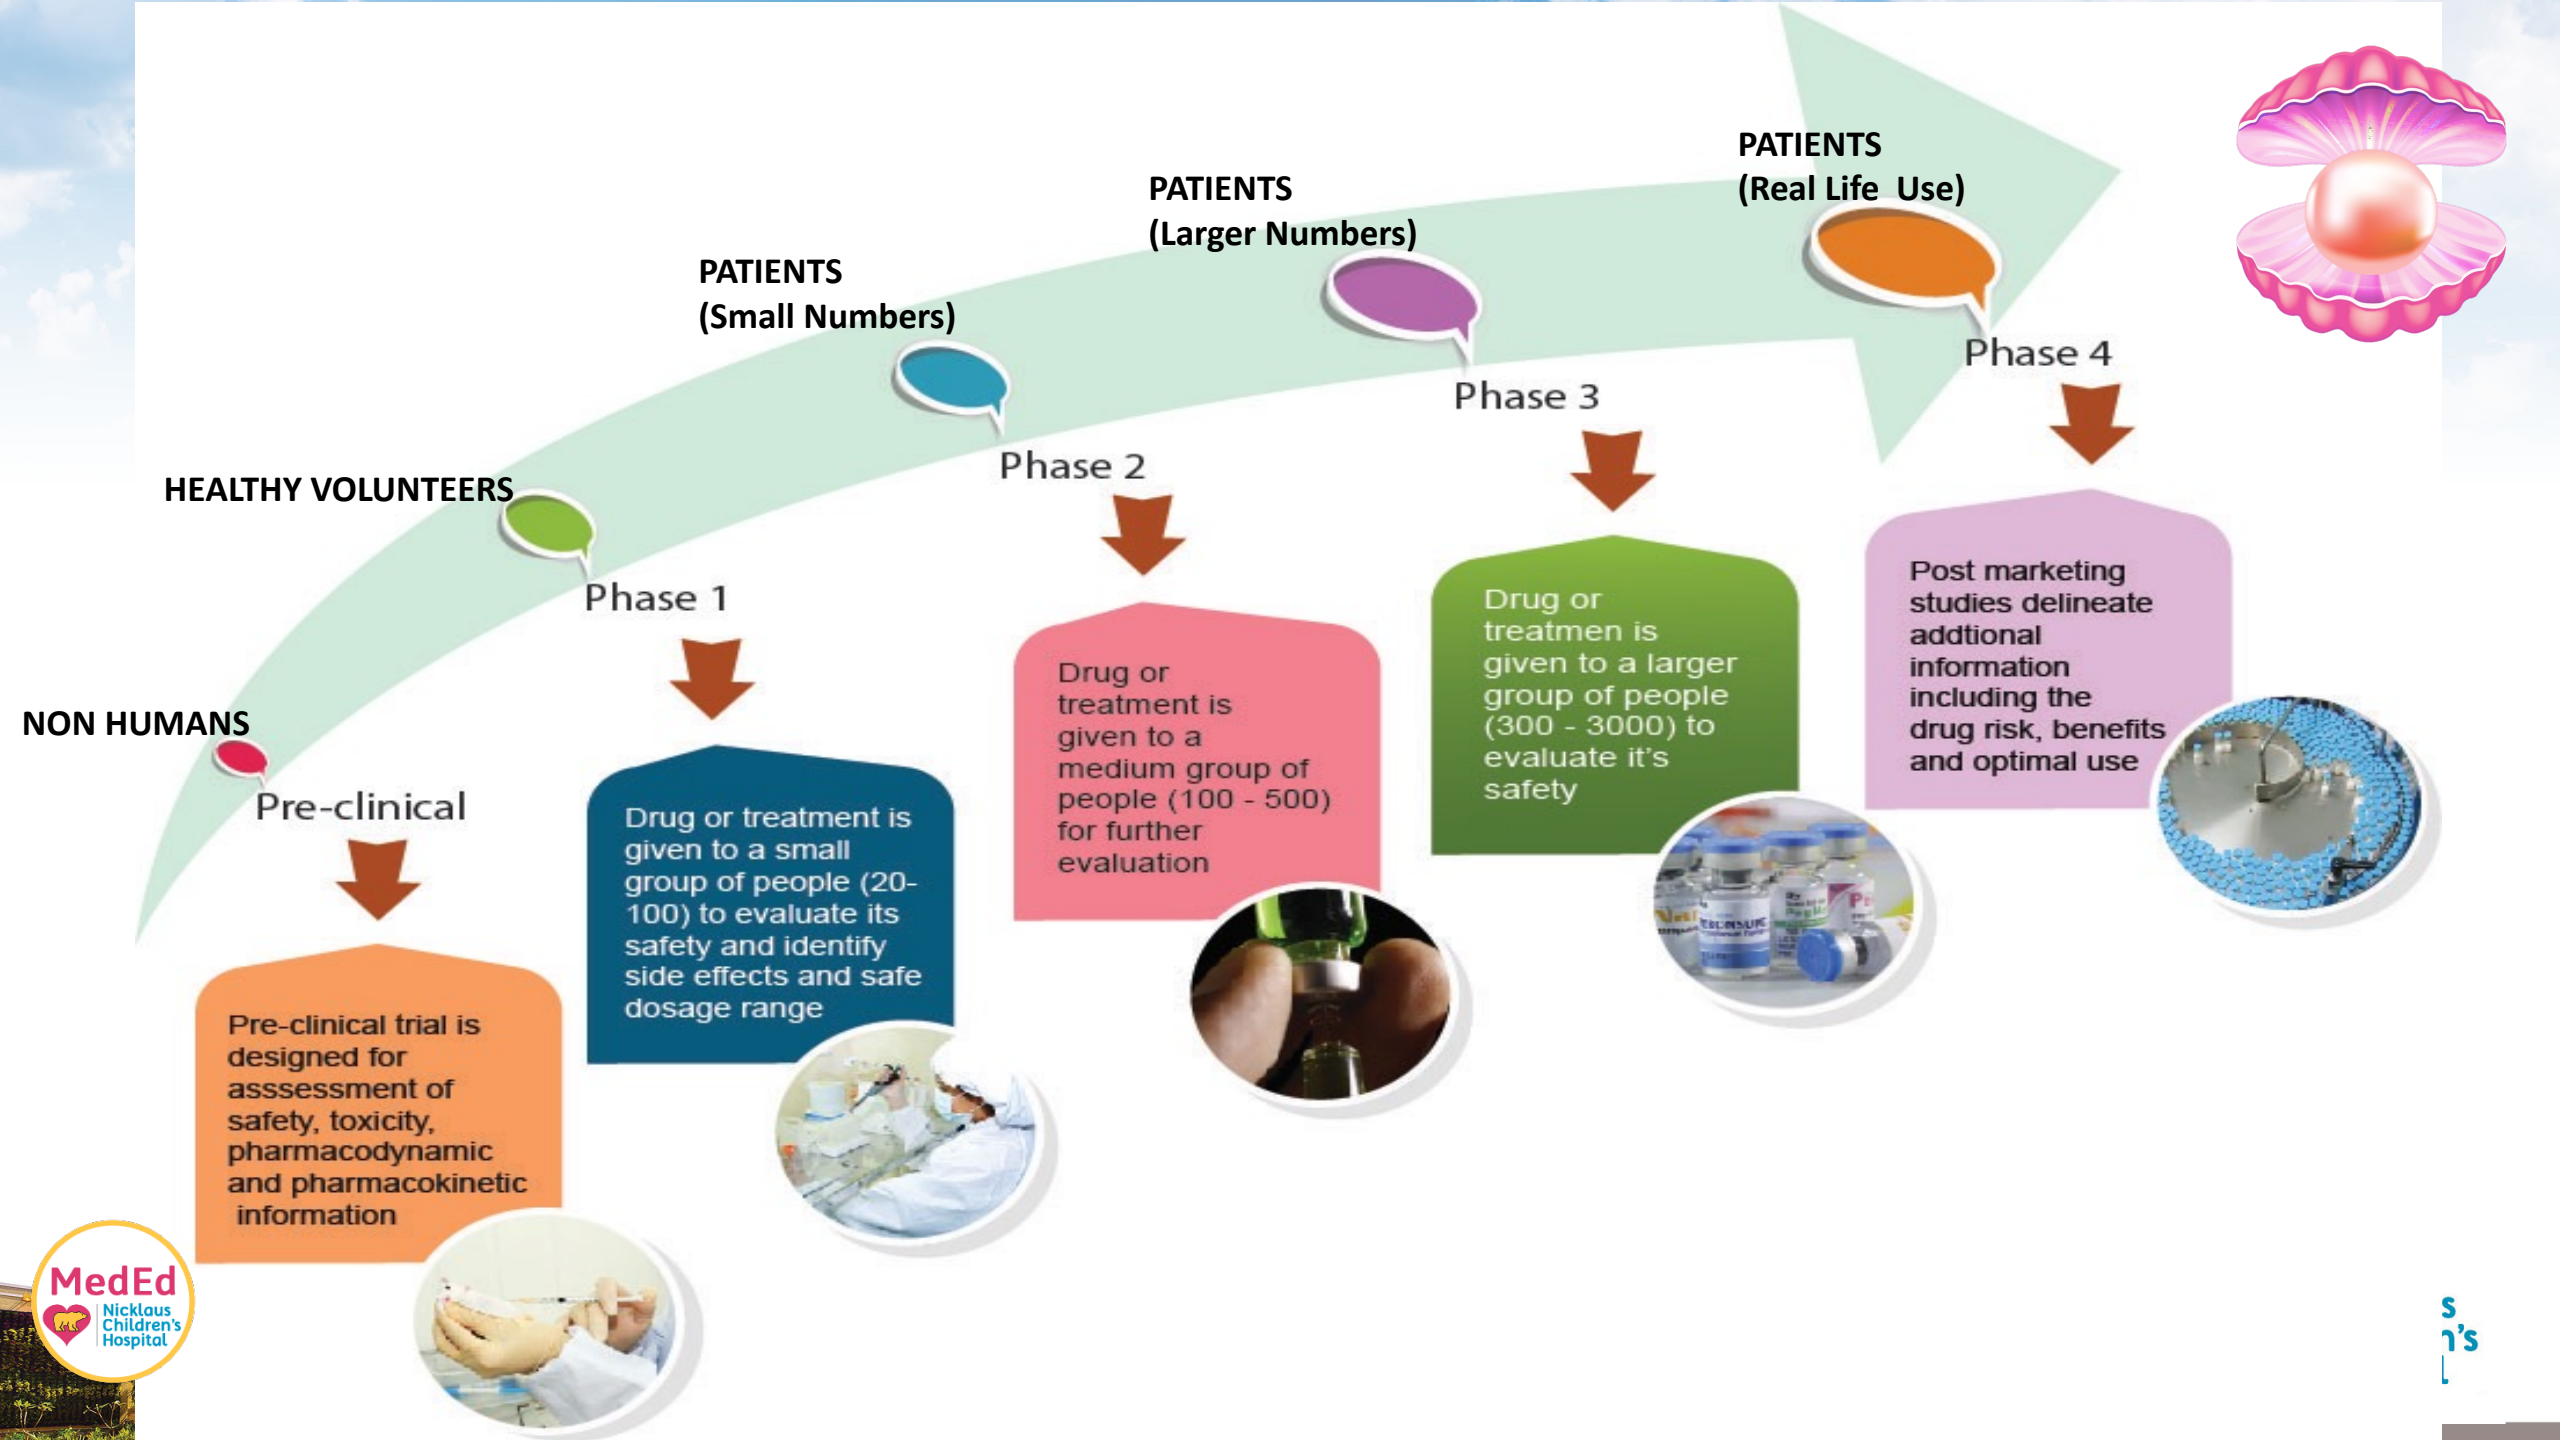 NON HUMANS
Pre-clinical
Pre-clinical trial is
designed for
asssessment of
safety, toxicity,
pharmacodynamic
and pharmacokinetic
information
HEALTHY VOLUNTEERS
Phase 1
Drug or treatment is
given to a small
group of people (20-
100) to evaluate its
safety and identify
side effects and safe
dosage range
PATIENTS
(Small Numbers)
Phase 2
Drug or
treatment is
given to a
medium group of
people (100 - 500)
for further
evaluation
PATIENTS
(Larger Numbers)
Phase 3
Drug or
treatmen is
given to a larger
group of people
(300 - 3000) to
evaluate it's
safety
PATIENTS
(Real Life  Use)
Phase 4
Post marketing
studies delineate
addtional
information
including the
drug risk, benefits
and optimal use
MedEd
Nicklaus
Children's
Hospital
s
n's